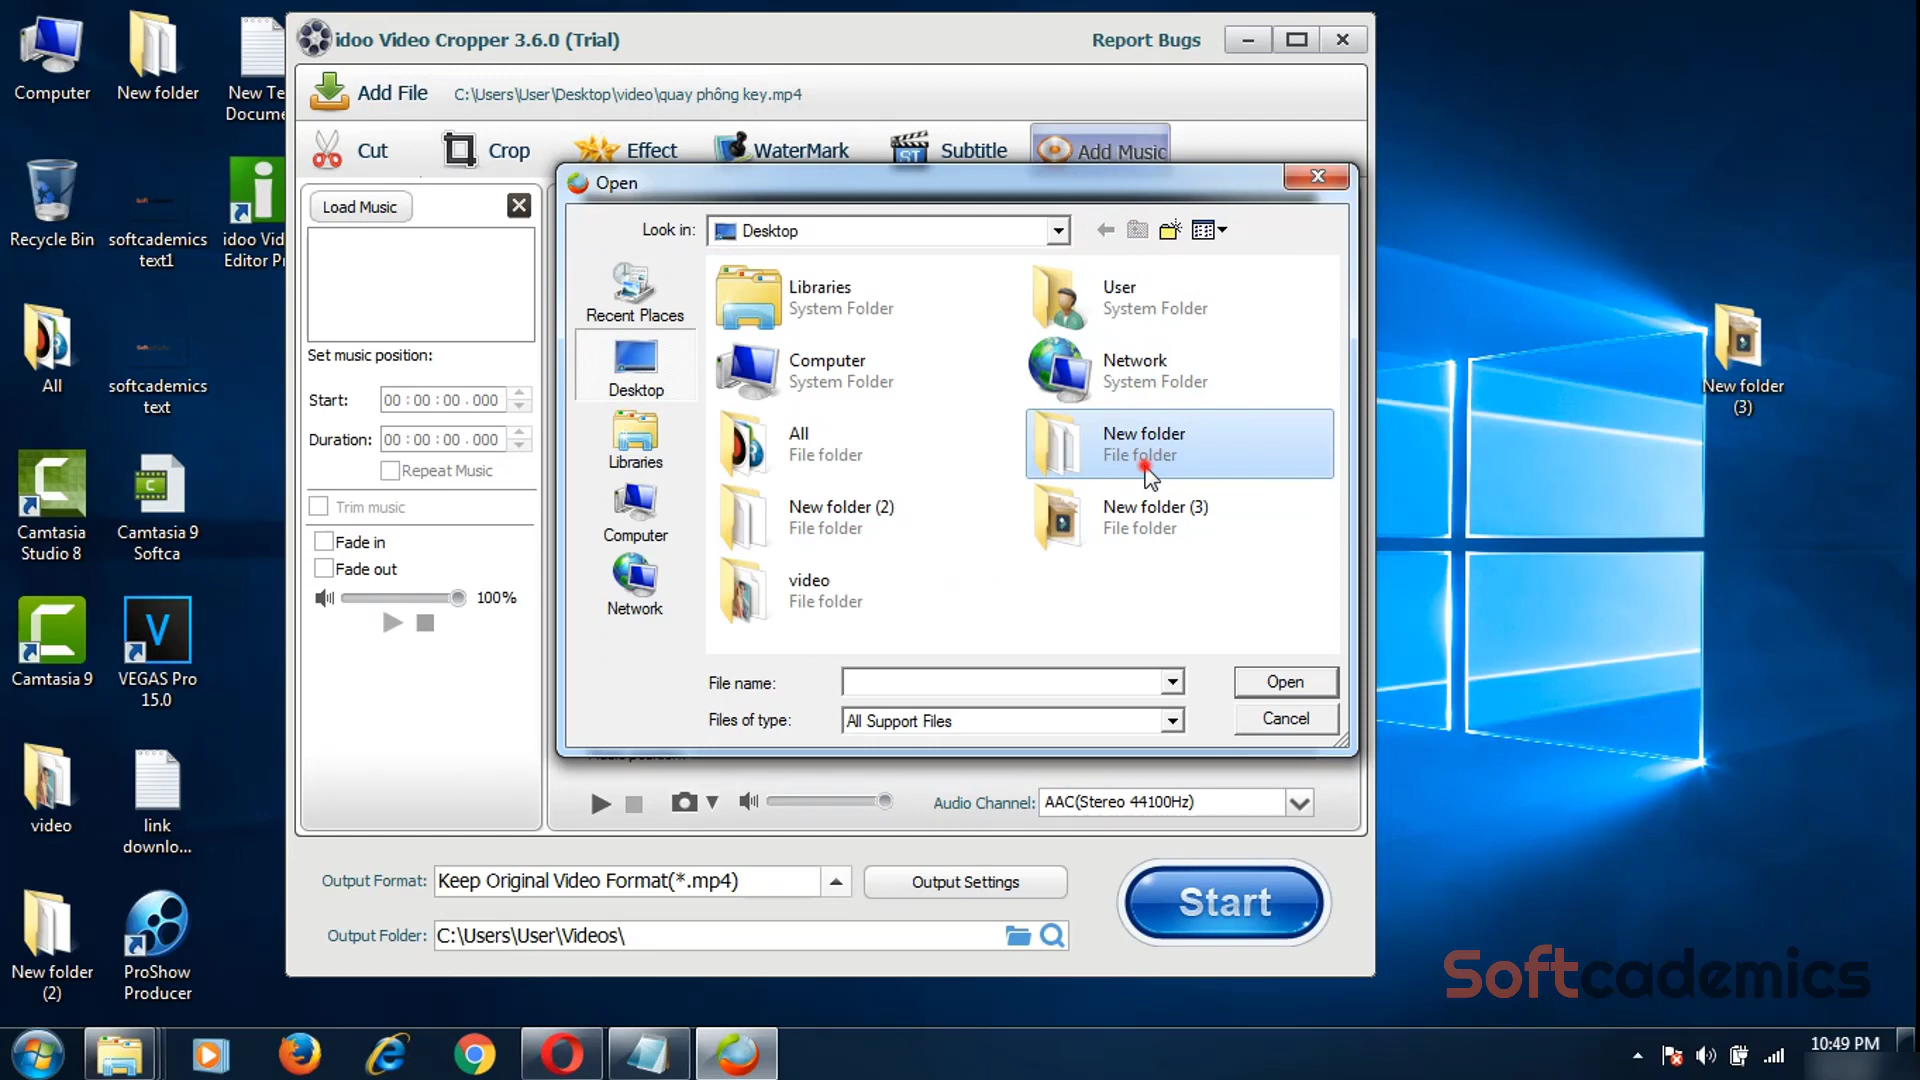 Computer
New folder
New Te
Docume
Recycle Bin
softcademics
text1
idoo Vid
Editor Pr
All
softcademics
text
Camtasia
Studio 8
Camtasia 9
Softca
Camtasia 9
VEGAS Pro
15.0
video
link
downlo...
New folder
(2)
ProShow
Producer
New folder
(3)
idoo Video Cropper 3.6.0 (Trial)
Report Bugs
Add File
C:\Users\User\Desktop\video\quay phông key.mp4
Cut
Crop
Effect
WaterMark
ST
Subtitle
Add Music
Load Music
Set music position:
Start:
00 : 00 : 00 . 000
Duration:
00 : 00 : 00 . 000
Repeat Music
Trim music
Fade in
Fade out
100%
Open
Look in:
Desktop
Recent Places
Desktop
Libraries
Computer
Network
Libraries
System Folder
User
System Folder
Computer
System Folder
Network
System Folder
All
File folder
New folder
File folder
New folder (2)
File folder
New folder (3)
File folder
video
File folder
File name:
Open
Files of type:
All Support Files
Cancel
Audio Channel:
AAC(Stereo 44100Hz)
Output Format:
Keep Original Video Format(*.mp4)
Output Settings
Start
Output Folder:
C:\Users\User\Videos\
Softcademics
10:49 PM